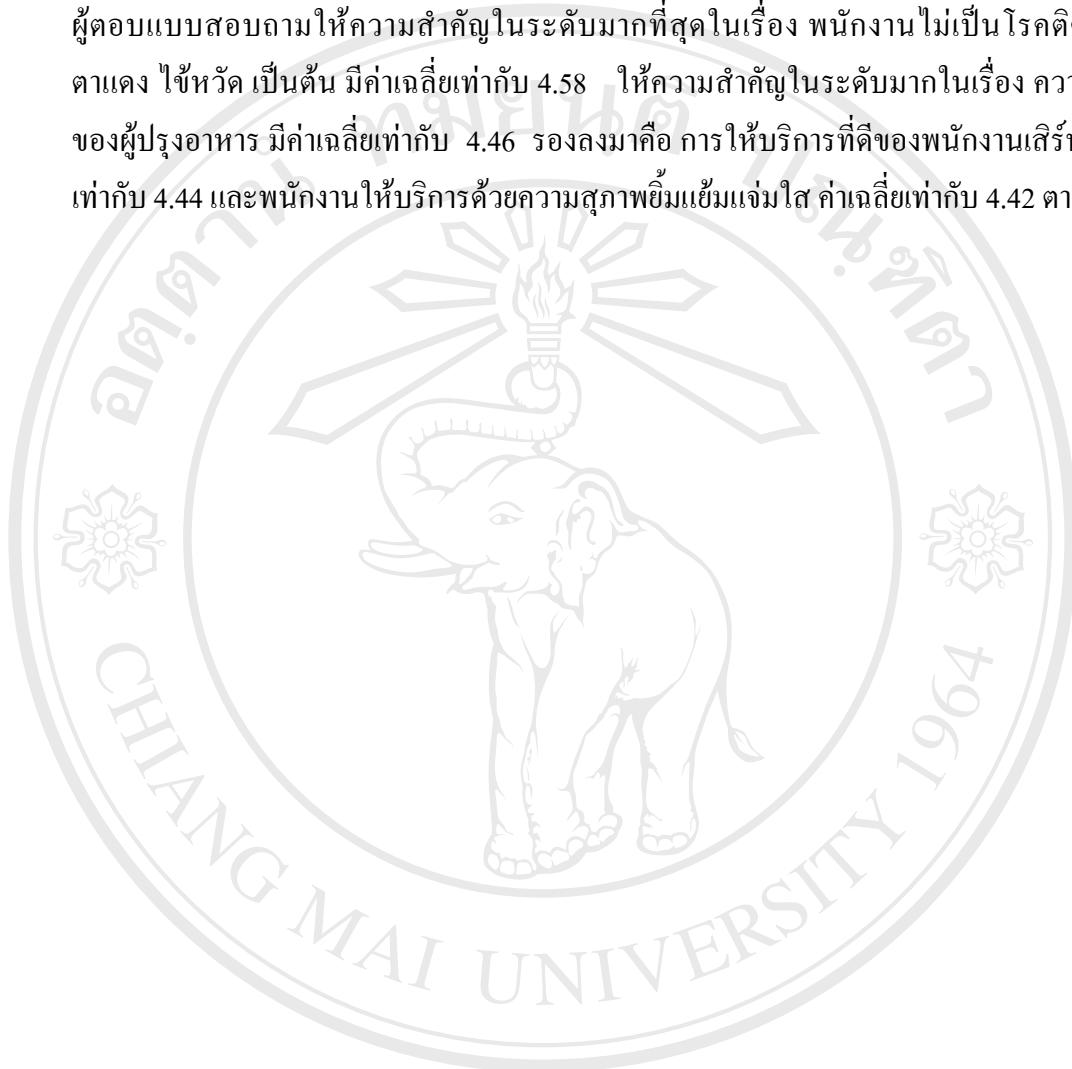 ผู้ตอบแบบสอบถามให้ความสำคัญในระดับมากที่สุดในเรื่อง พนักงานไม่เป็นโรค
ตาแดง ไข้หวัด เป็นต้น มีค่าเฉลี่ยเท่ากับ 4.58 ให้ความสำคัญในระดับมากในเรื่อง
ของผู้ปรุงอาหาร มีค่าเฉลี่ยเท่ากับ 4.46 รองลงมาคือ การให้บริการที่ดีของพนักงาน
เท่ากับ 4.44 และพนักงานให้บริการด้วยความสุภาพยิ้มแย้มแจ่มใส ค่าเฉลี่ยเท่ากับ 4.42
CHIANG MAI UNIVERSITY 1964